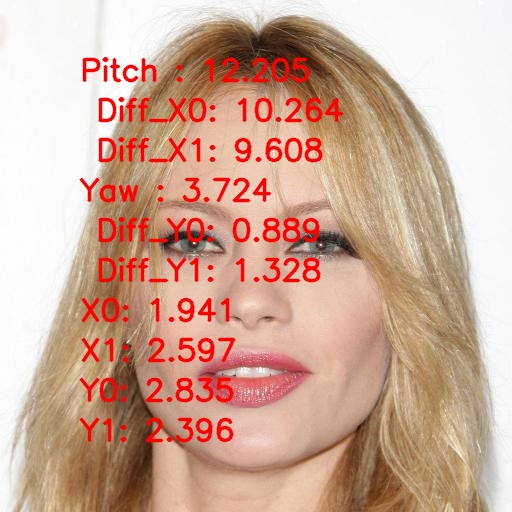 Pitch : 12.205
Diff_X0: 10.264
Diff_X1: 9.608
Yaw : 3.724
Diff_Y0: 0.889
Diff_Y1: 1.328
X0: 1.941
X1: 2.597
Y0: 2.835
Y1: 2.396